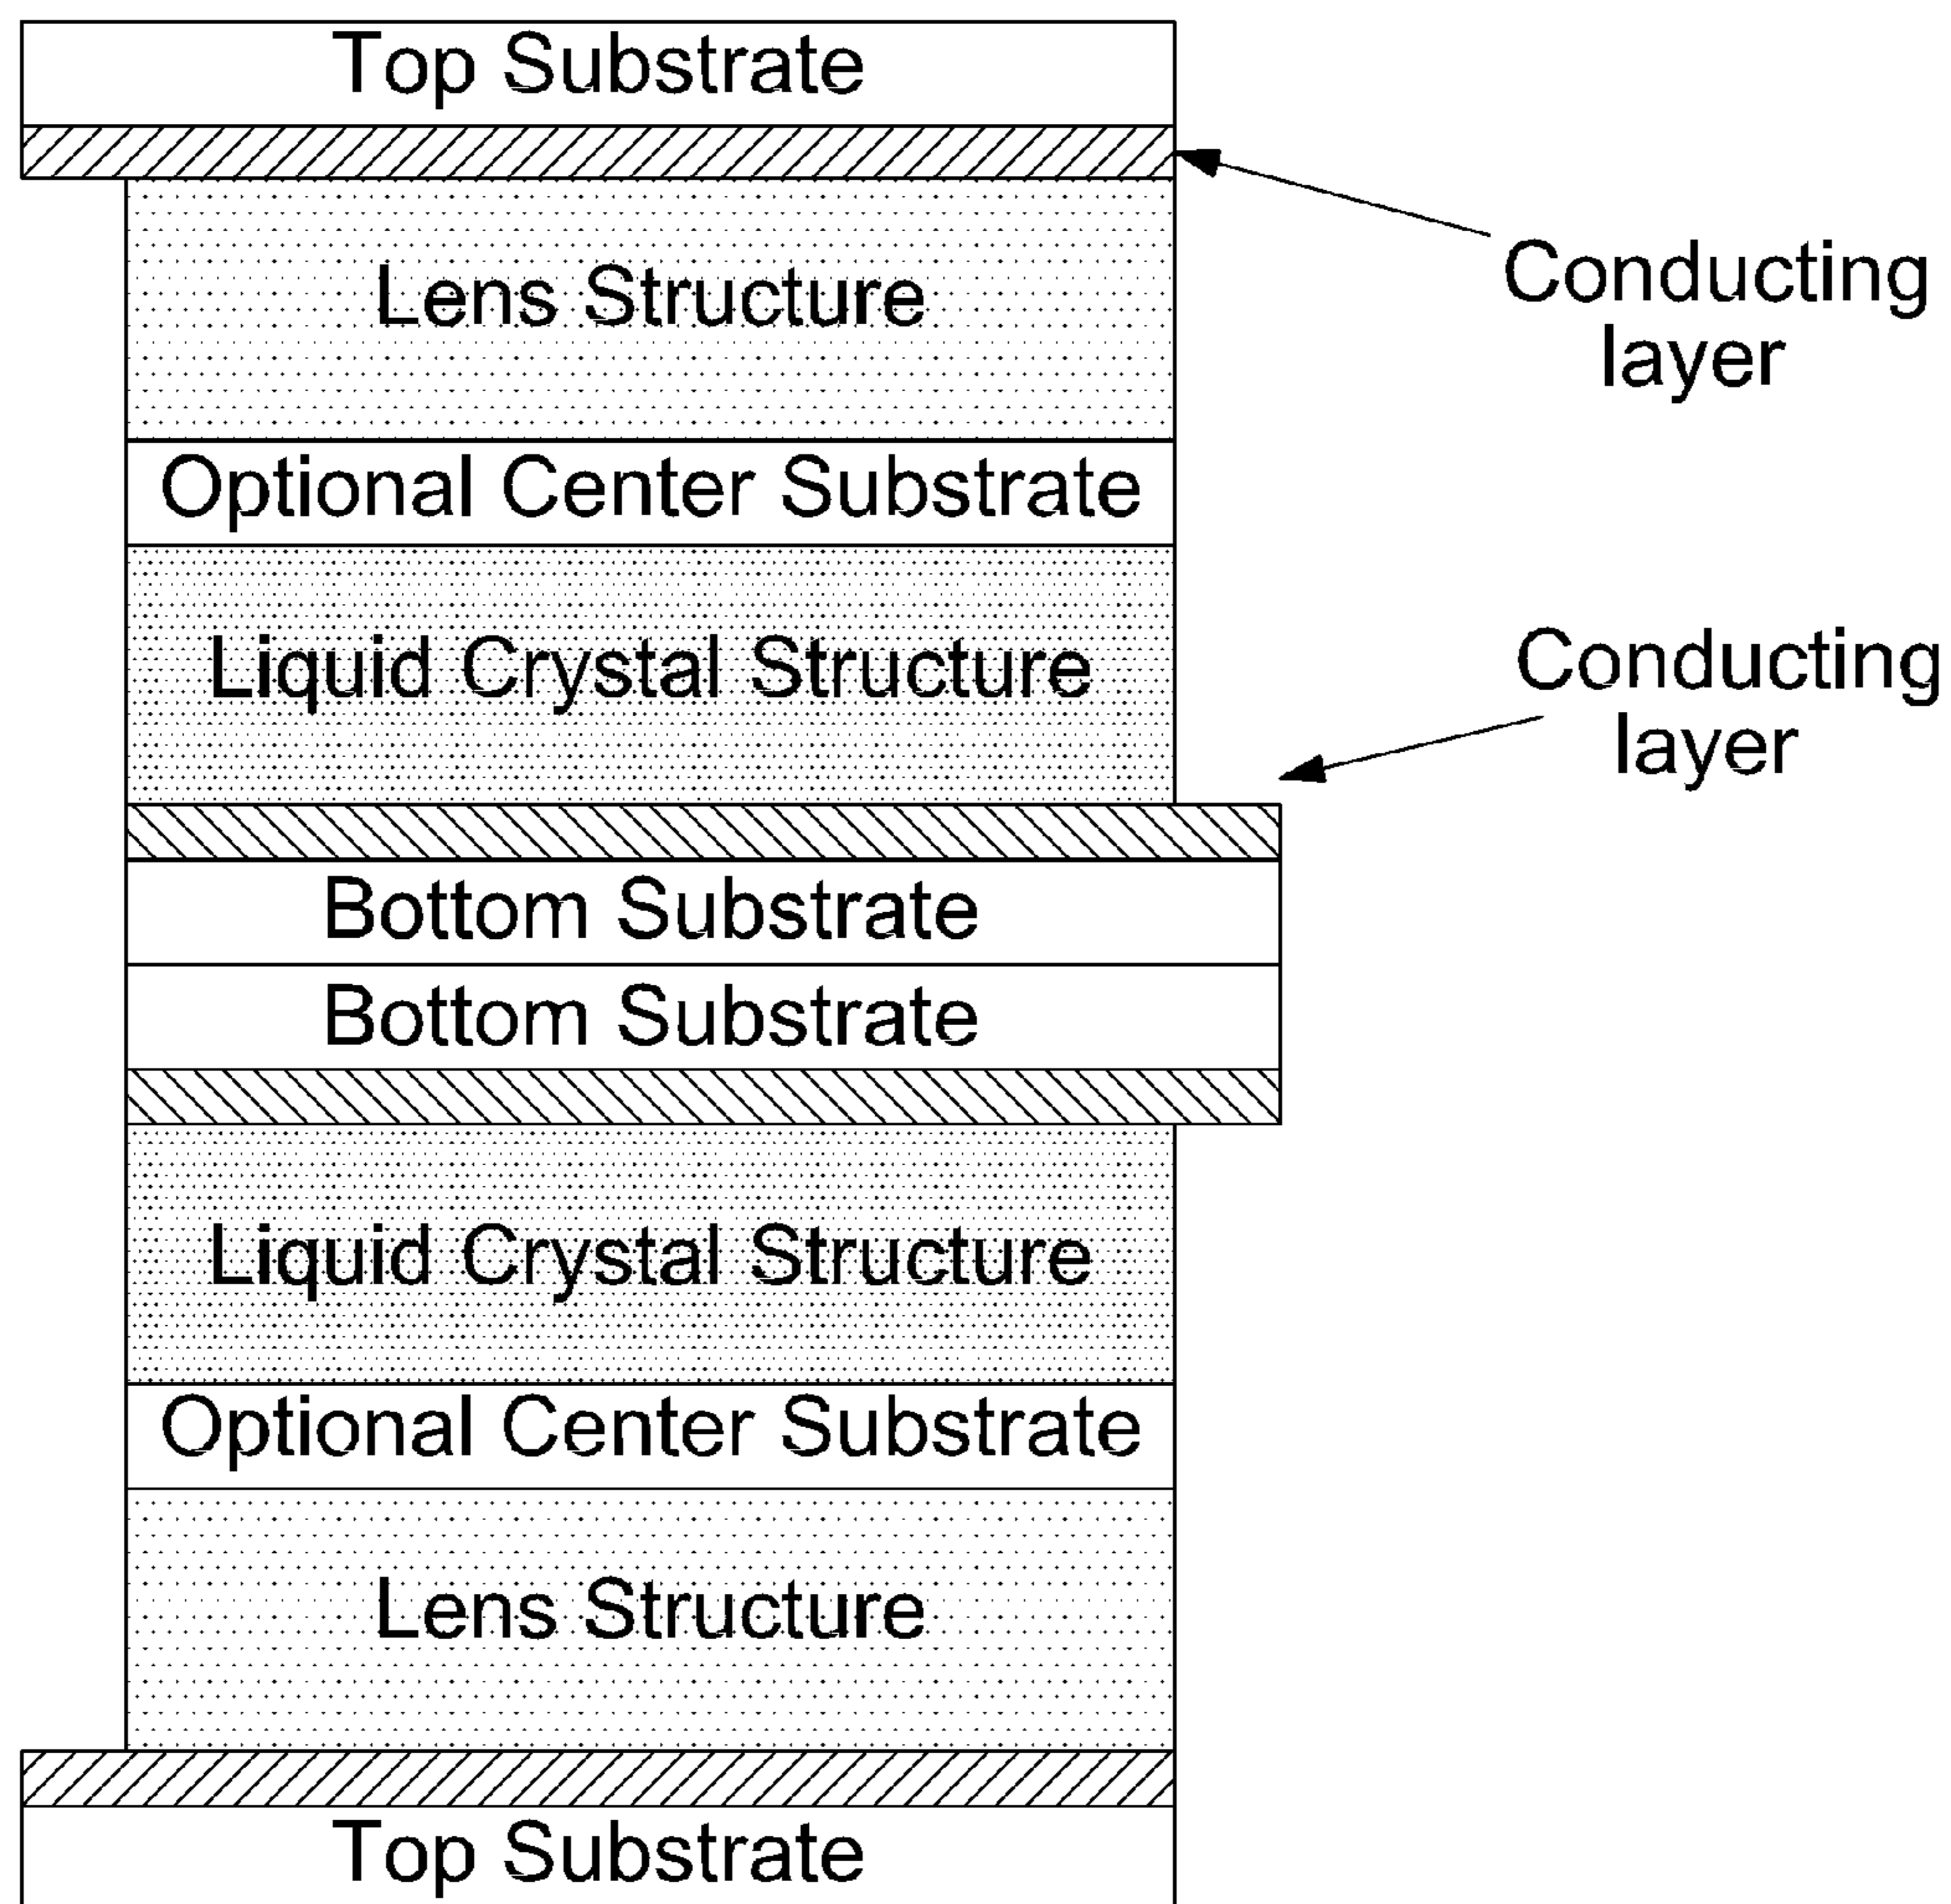 Top Substrate
Lens Structure
Conducting
layer
Optional Center Substrate
Liquid Crystal Structure
Conducting
layer
Bottom Substrate
Bottom Substrate
Liquid Crystal Structure
Optional Center Substrate
Lens Structure
Top Substrate